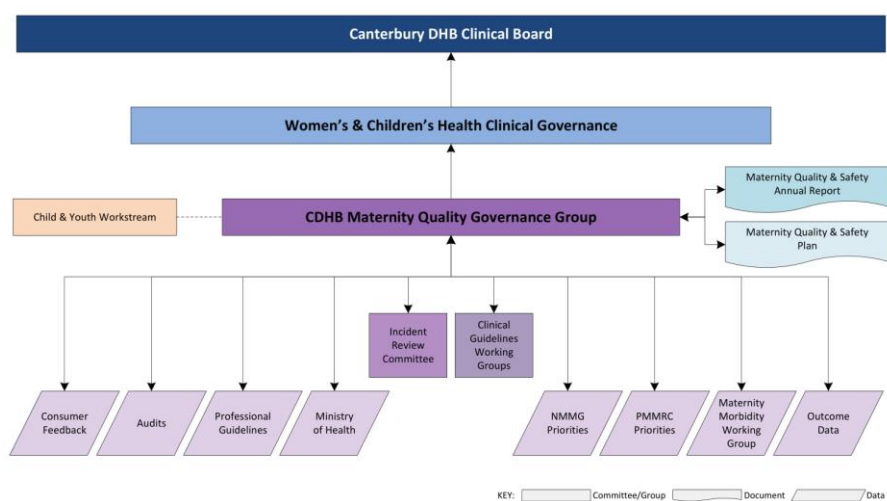 Canterbury DHB Clinical Board
Women's & Children's Health Clinical Governance
Maternity Quality & Safety
Annual Report
Child & Youth Workstream
CDHB Maternity Quality Governance Group
Maternity Quality & Safety
Plan
Incident
Review
Committee
Clinical
Guidelines
Working
Groups
Consumer
Feedback
Audits
Professional
Guidelines
Ministry
of Health
NMMG
Priorities
PMMRC
Priorities
Maternity
Morbidity
Working
Group
Outcome
Data
KEY: Committee/Group Document Data